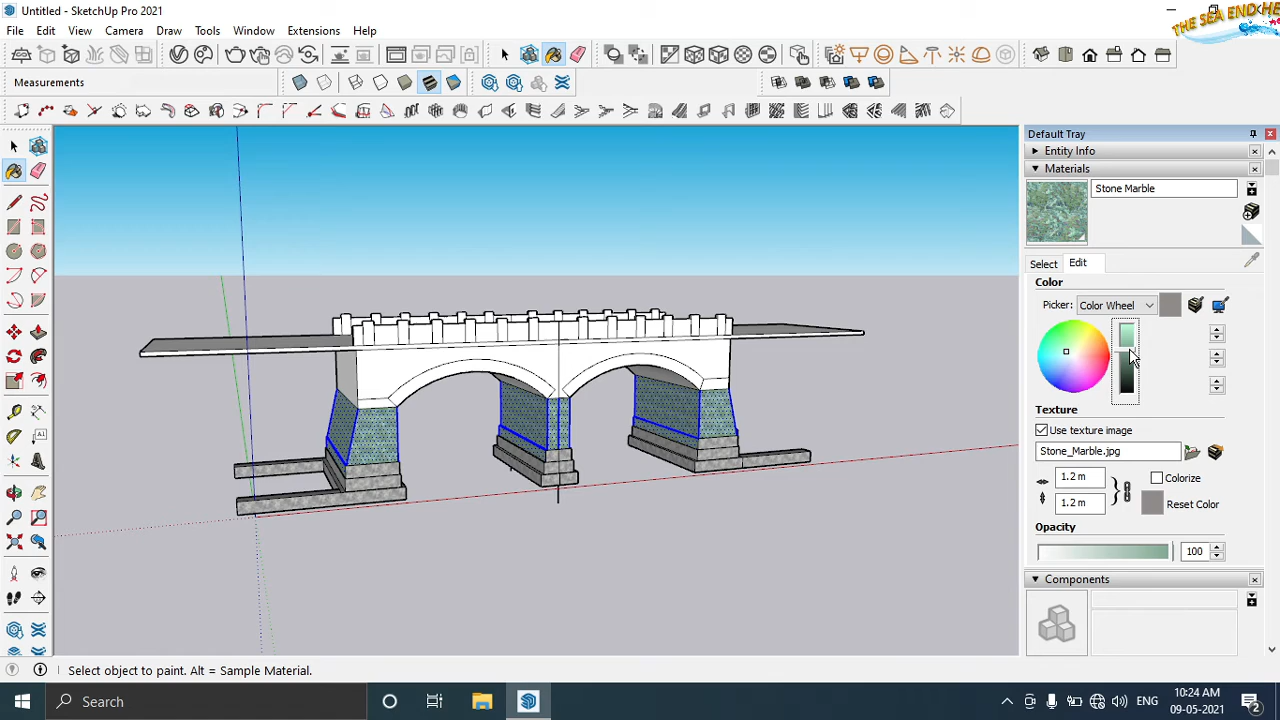 Untitled - SketchUp Pro 2021
THE SEA END HE
File Edit View Camera Draw Tools Window Extensions Help
Measurements
Default Tray
Entity Info
Materials
Stone Marble
Select Edit
Color
Picker: Color Wheel
Texture
Use texture image
Stone_Marble.jpg
1.2 m
Colorize
1.2 m
Reset Color
Opacity
100
Components
Select object to paint. Alt = Sample Material.
Search
ENG
10:24 AM
09-05-2021
2